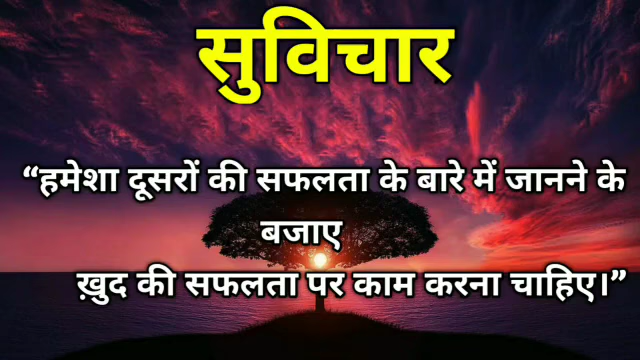 सुविचार
“हमेशा दूसरों की सफलता के बारे में जानने के
बजाए
ख़ुद की सफलता पर काम करना चाहिए।”